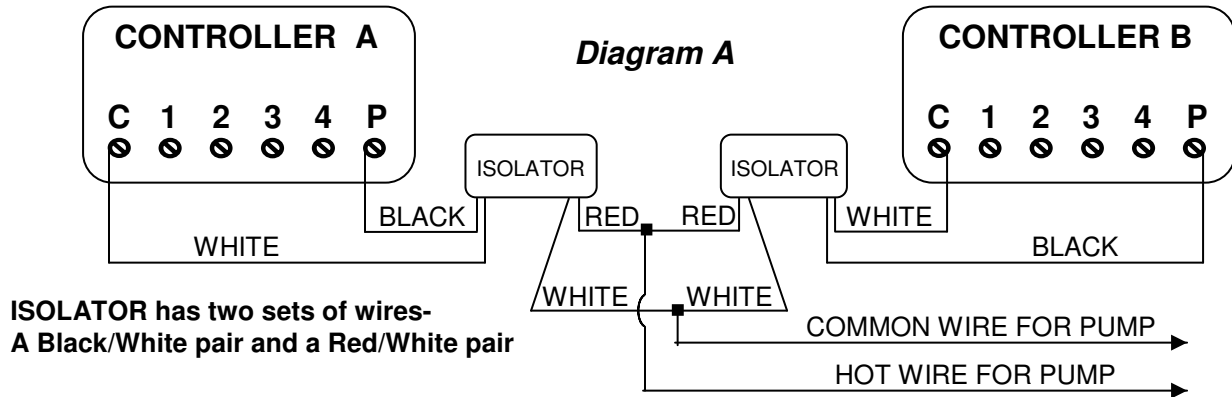 CONTROLLER A
Diagram A
CONTROLLER B
C 1 2 3 4 P
C 1 2 3 4 P
ISOLATOR
ISOLATOR
BLACK
RED
RED
WHITE
WHITE
BLACK
WHITE
WHITE
ISOLATOR has two sets of wires-
A Black/White pair and a Red/White pair
COMMON WIRE FOR PUMP
HOT WIRE FOR PUMP